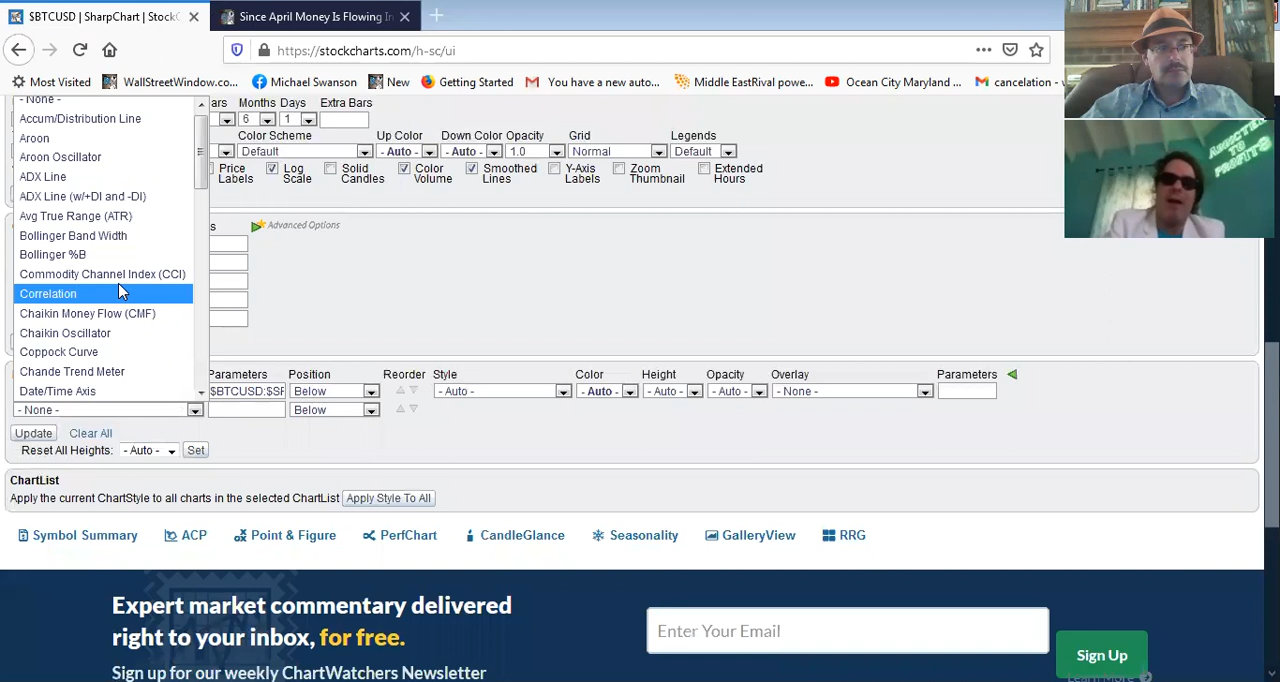 $BTCUSD | SharpChart | StockC
Since April Money Is Flowing In
https://stockcharts.com/h-sc/ui
Most Visited
WallStreetWindow.co...
Michael Swanson
New
Getting Started
You have a new auto...
Middle EastRival powe...
Ocean City Maryland ...
cancelation -
- None -
ars
Months
Days
Extra Bars
6
1
Accum/Distribution Line
Aroon
Aroon Oscillator
ADX Line
ADX Line (w/+DI and -DI)
Avg True Range (ATR)
Bollinger Band Width
Bollinger %B
Commodity Channel Index (CCI)
Correlation
Chaikin Money Flow (CMF)
Chaikin Oscillator
Coppock Curve
Chande Trend Meter
Date/Time Axis
- None -
Color Scheme
Up Color
Down Color
Opacity
Grid
Legends
Default
- Auto -
- Auto -
1.0
Normal
Default
Price Labels
Log Scale
Solid Candles
Color Volume
Smoothed Lines
Y-Axis Labels
Zoom Thumbnail
Extended Hours
s
Advanced Options
Parameters
Position
Reorder
Style
Color
Height
Opacity
Overlay
Parameters
$BTCUSD:$SP
Below
- Auto -
- Auto -
- Auto -
- Auto -
- None -
Below
Update
Clear All
Reset All Heights:
- Auto -
Set
ChartList
Apply the current ChartStyle to all charts in the selected ChartList
Apply Style To All
Symbol Summary
ACP
Point & Figure
PerfChart
CandleGlance
Seasonality
GalleryView
RRG
Expert market commentary delivered
right to your inbox, for free.
Sign up for our weekly ChartWatchers Newsletter
Enter Your Email
Sign Up
Learn More
ADDICTED
TO
PROFITS